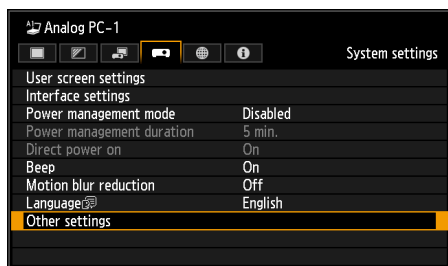 Analog PC-1
System settings
User screen settings
Interface settings
Power management mode Disabled
Power management duration 5 min.
Direct power on On
Beep On
Motion blur reduction Off
Language English
Other settings